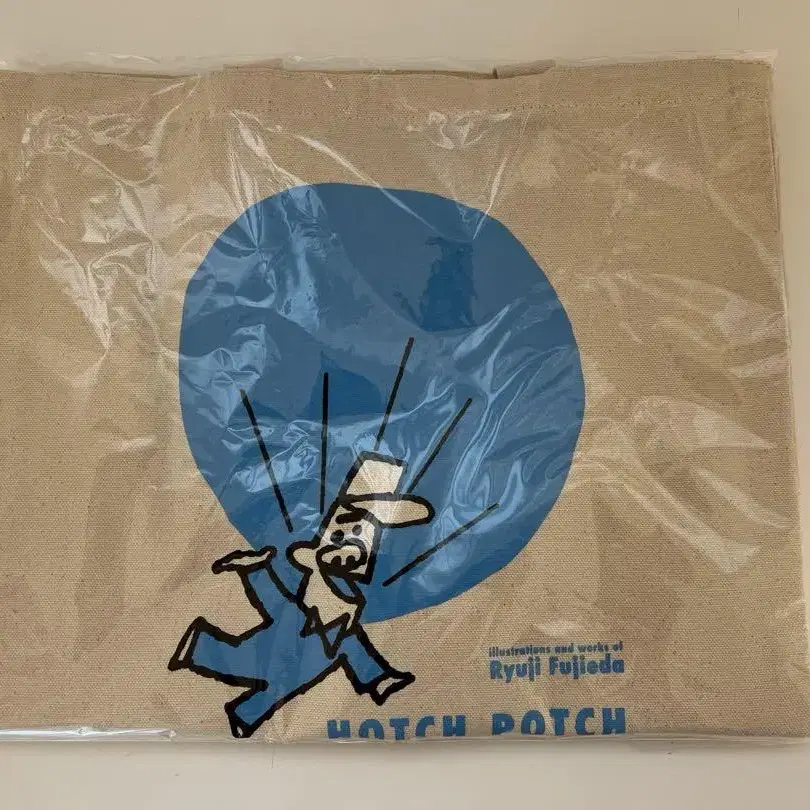 illustrations and works of
Ryuji Fujieda
HOTCH POTCH